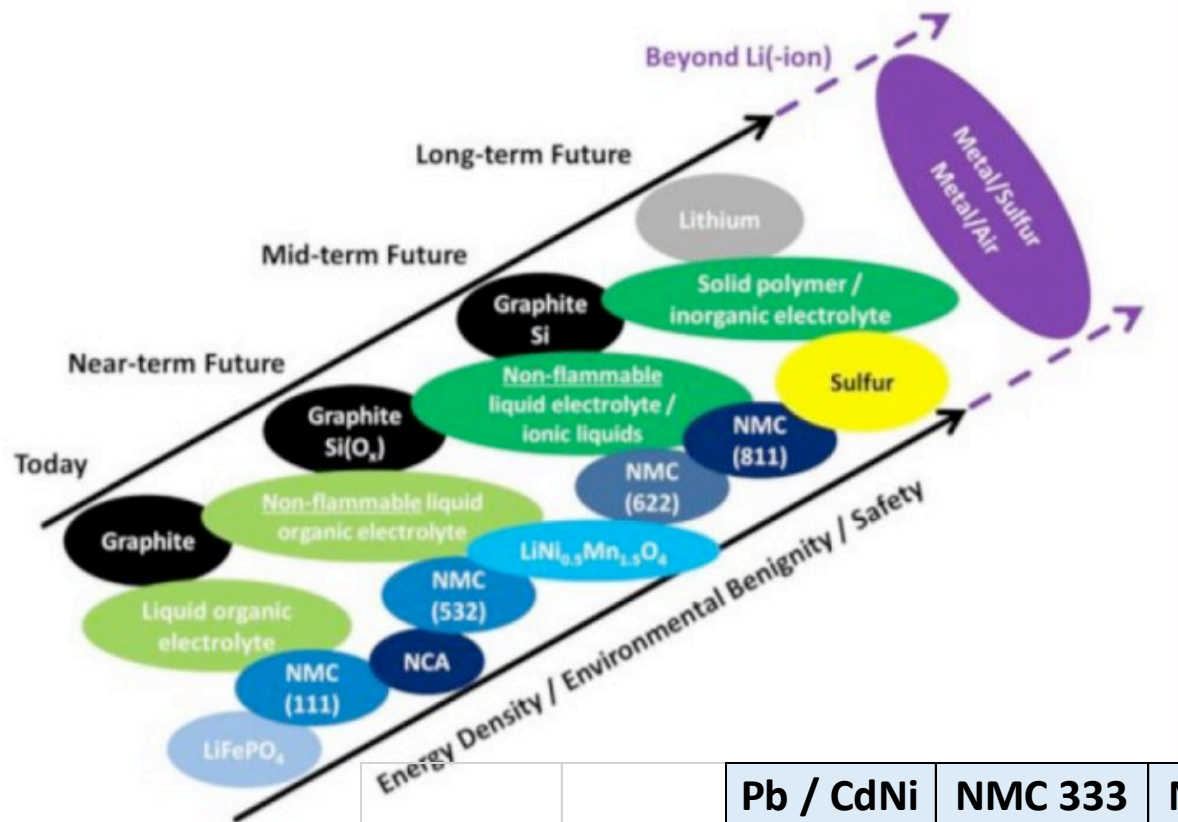 Beyond Li(-ion)
Long-term Future
Mid-term Future
Near-term Future
Today
Metal/Sulfur
Metal/Air
Lithium
Solid polymer /
inorganic electrolyte
Graphite
Si
Sulfur
Non-flammable
liquid electrolyte /
ionic liquids
NMC
(811)
Graphite
Si(Oₓ)
NMC
(622)
Non-flammable liquid
organic electrolyte
LiNi₀.₅Mn₁.₅O₄
Graphite
NMC
(532)
Liquid organic
electrolyte
NCA
NMC
(111)
LiFePO₄
Energy Density / Environmental Benignity / Safety
Pb / CdNi NMC 333